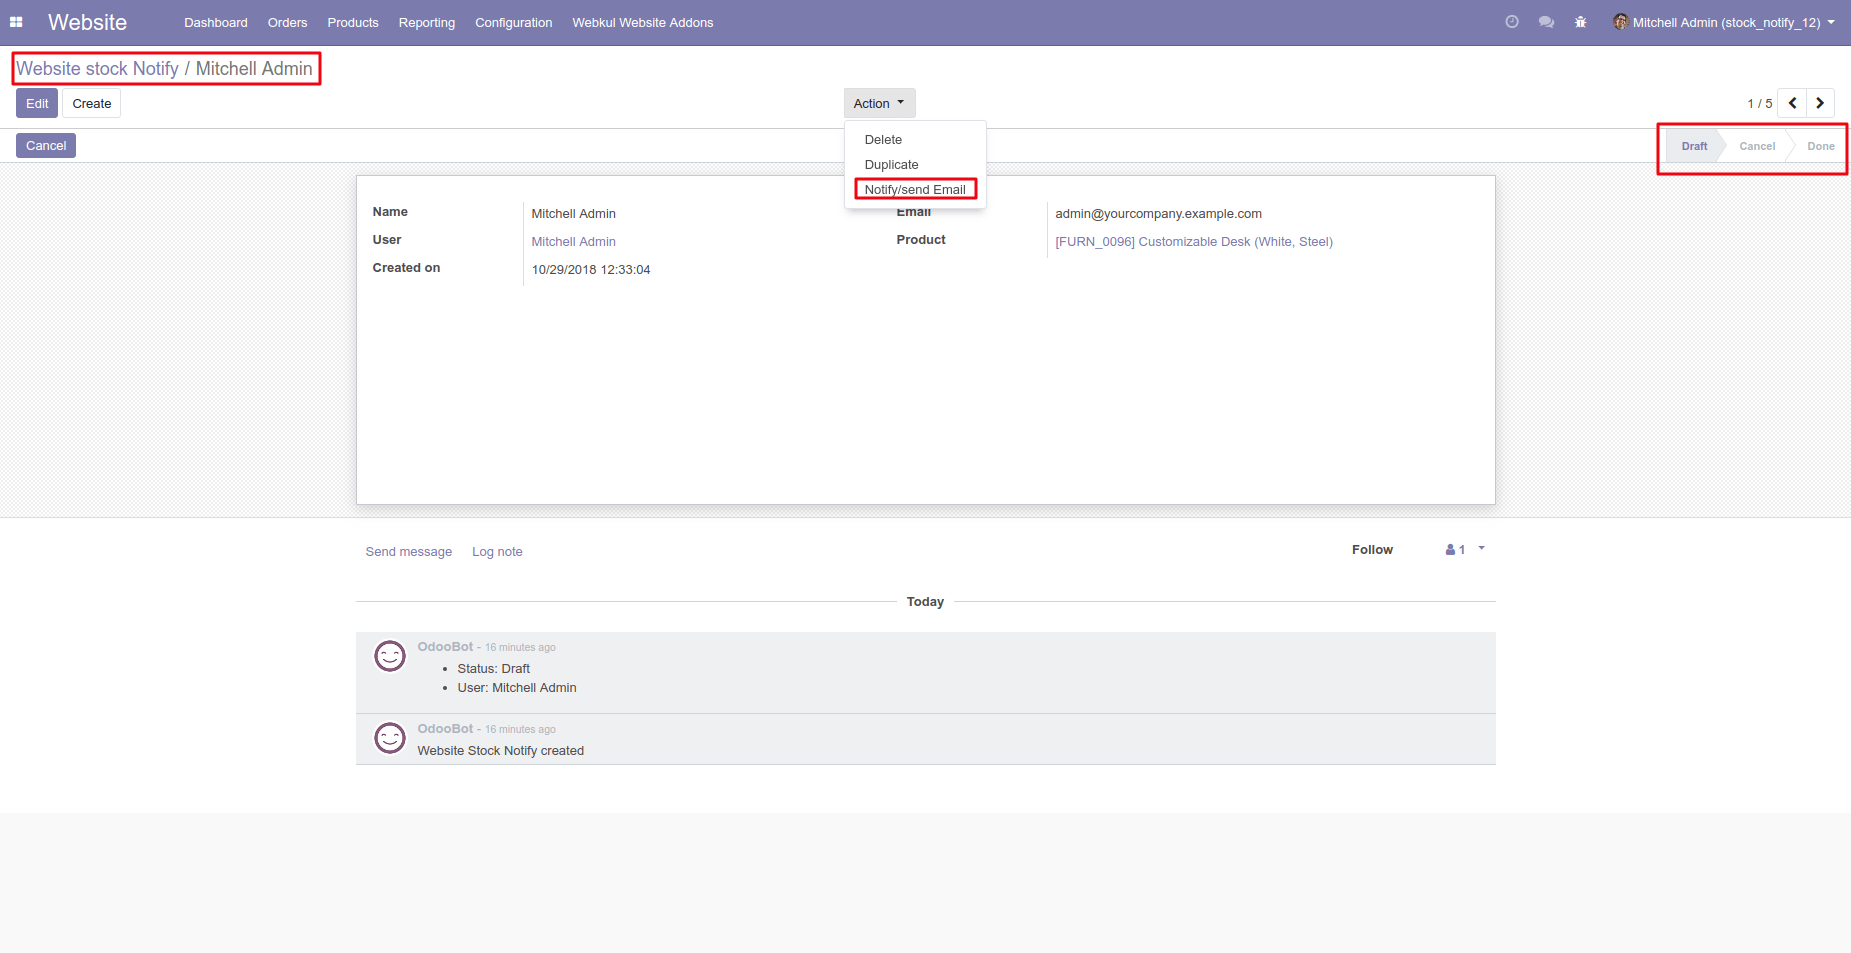 Website Dashboard Orders Products Reporting Configuration Webkul Website Addons Mitchell Admin (stock_notify_12)
Website stock Notify / Mitchell Admin
Edit Create Action 1 / 5
Cancel Draft Cancel Done
Delete
Duplicate
Notify/send Email
Name Mitchell Admin Email admin@yourcompany.example.com
User Mitchell Admin Product [FURN_0096] Customizable Desk (White, Steel)
Created on 10/29/2018 12:33:04
Send message Log note Follow 1
Today
OdooBot - 16 minutes ago
• Status: Draft
• User: Mitchell Admin
OdooBot - 16 minutes ago
Website Stock Notify created